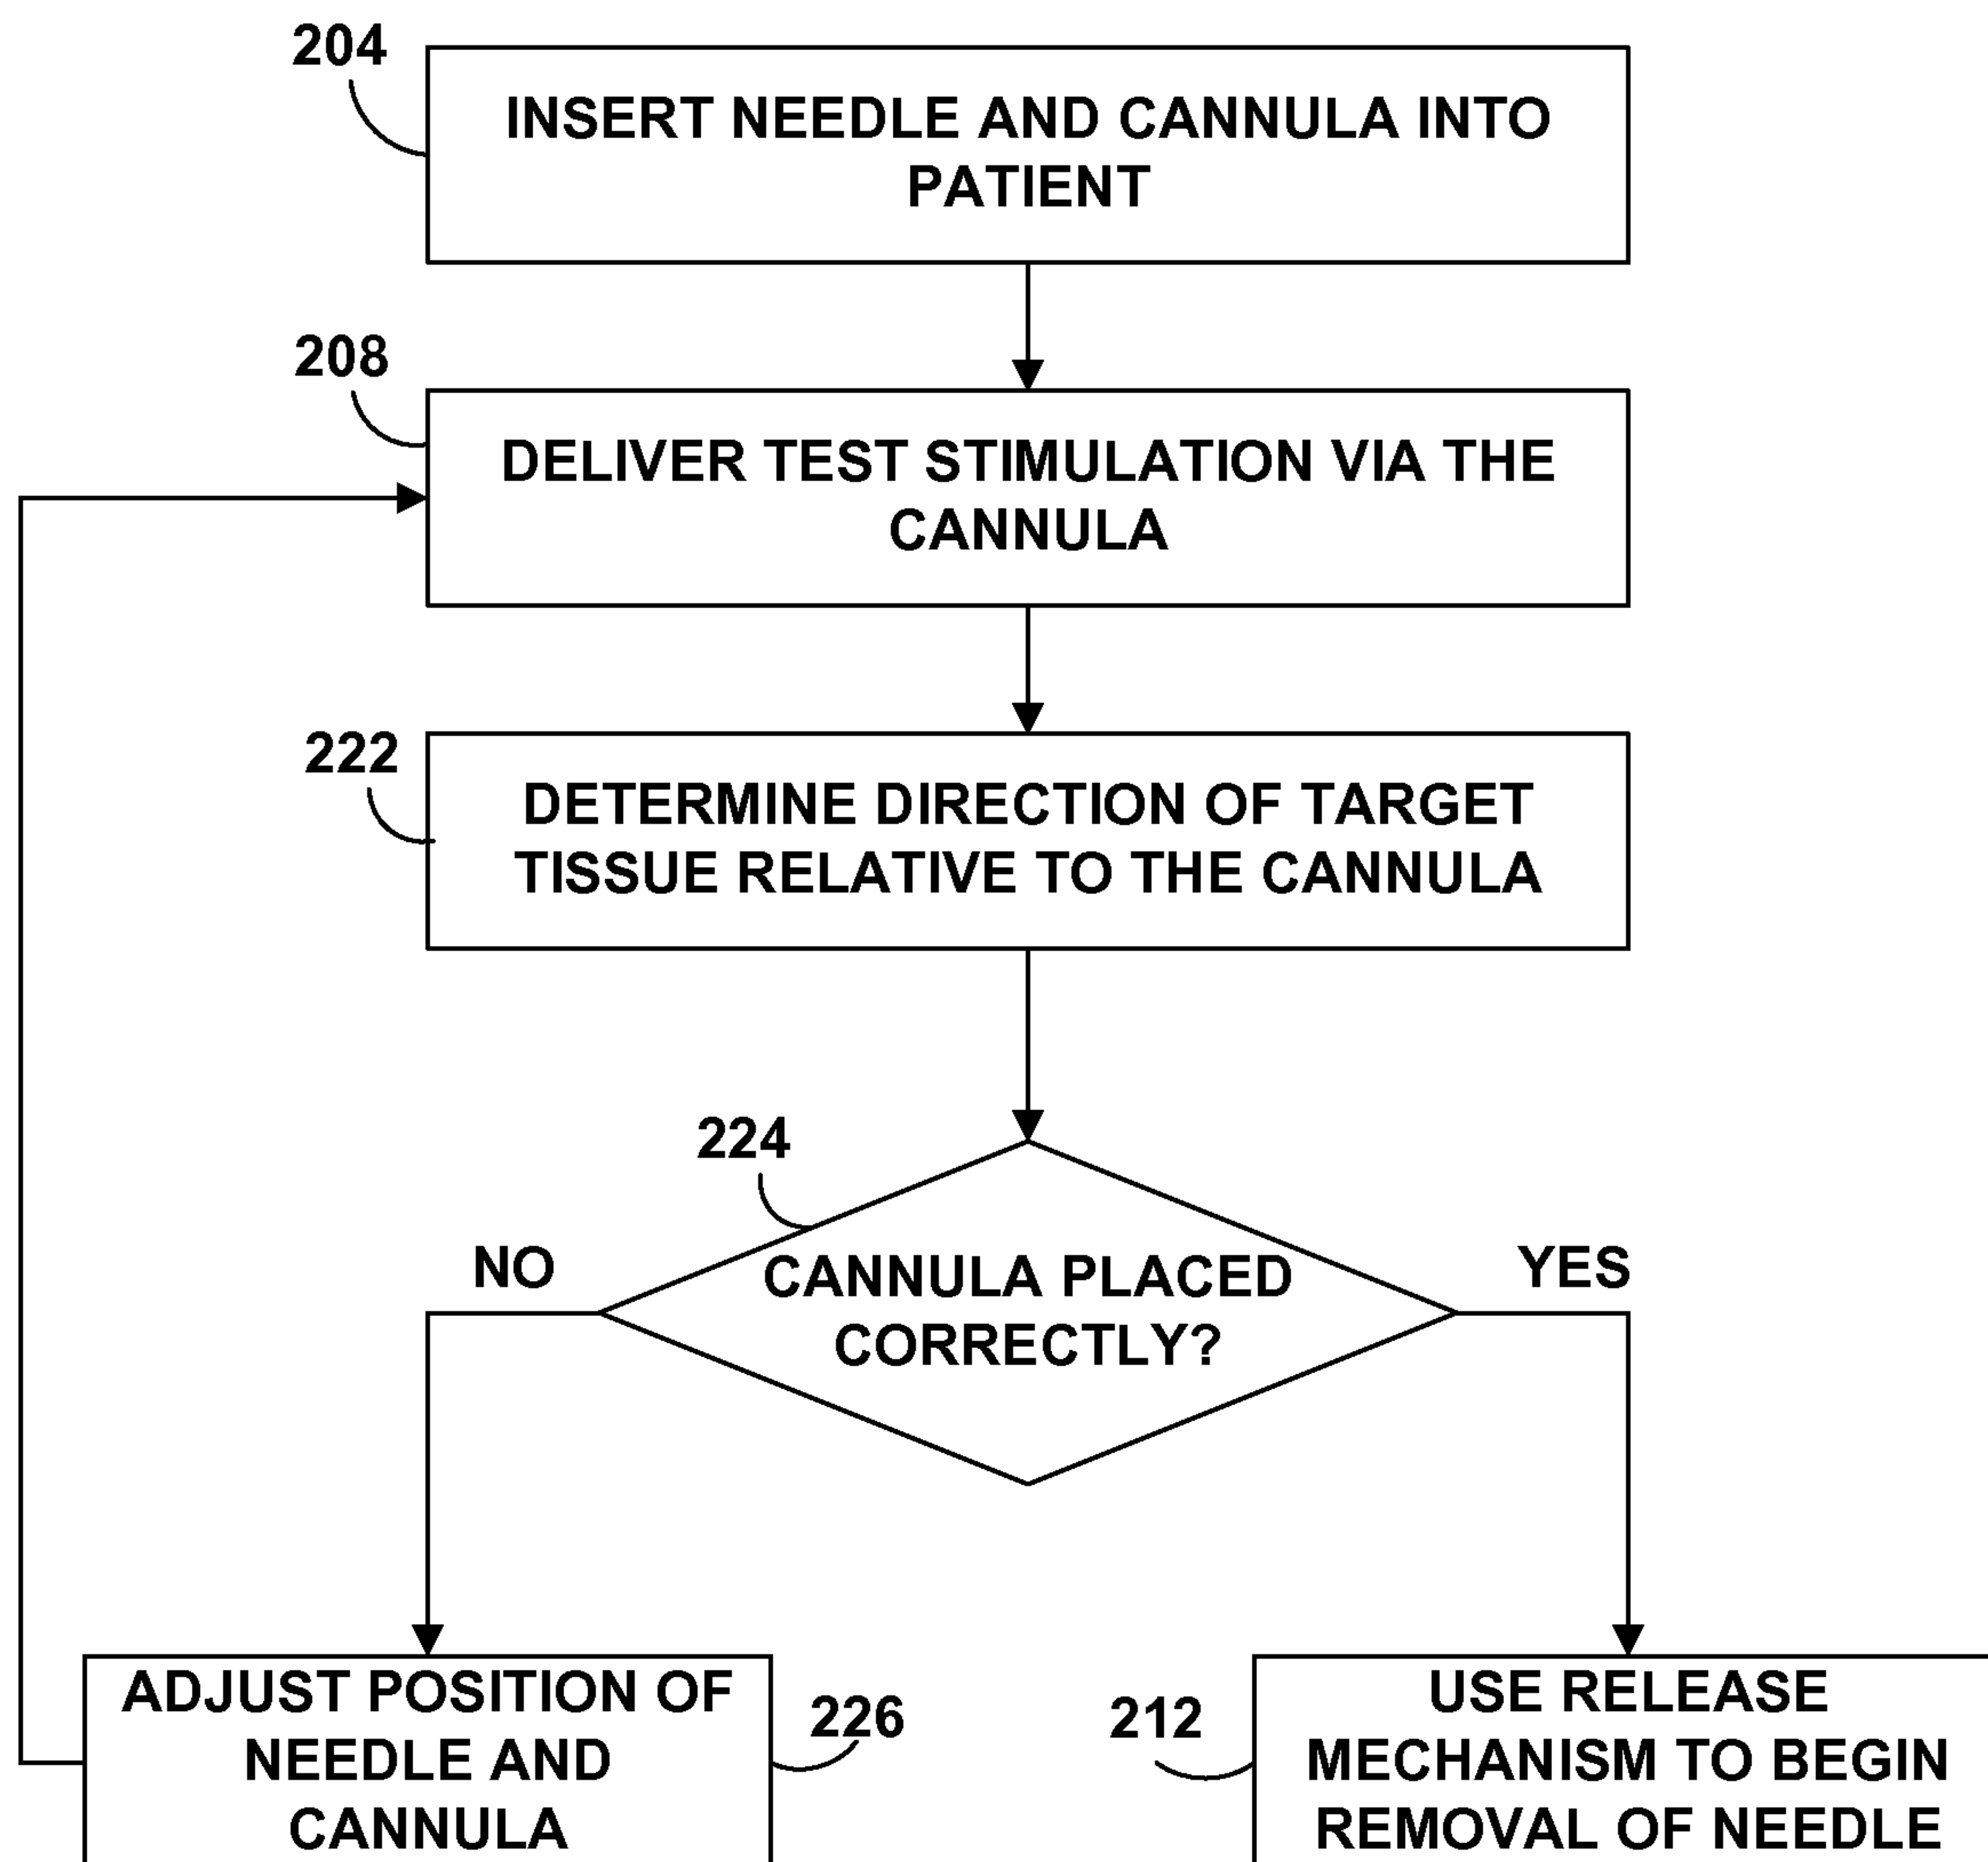 204
INSERT NEEDLE AND CANNULA INTO
PATIENT
208
DELIVER TEST STIMULATION VIA THE
CANNULA
222
DETERMINE DIRECTION OF TARGET
TISSUE RELATIVE TO THE CANNULA
224
NO
CANNULA PLACED
CORRECTLY?
YES
ADJUST POSITION OF
NEEDLE AND
CANNULA
226
212
USE RELEASE
MECHANISM TO BEGIN
REMOVAL OF NEEDLE